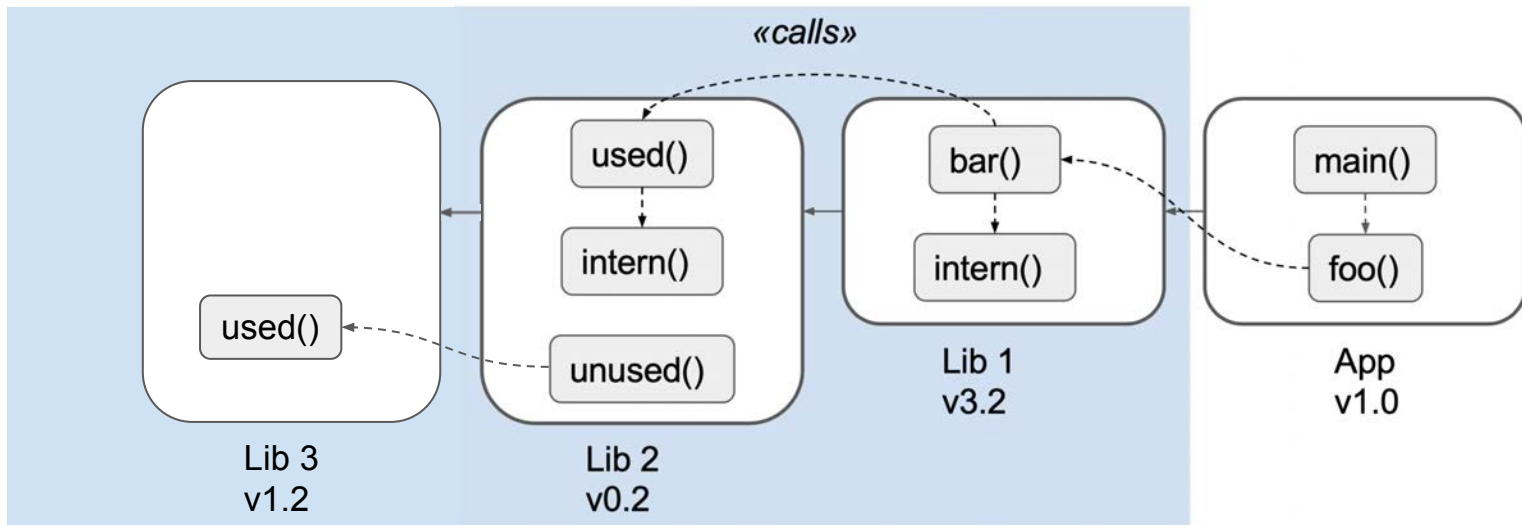 «calls»
used()
bar()
main()
intern()
intern()
foo()
used()
unused()
Lib 1
v3.2
App
v1.0
Lib 3
v1.2
Lib 2
v0.2